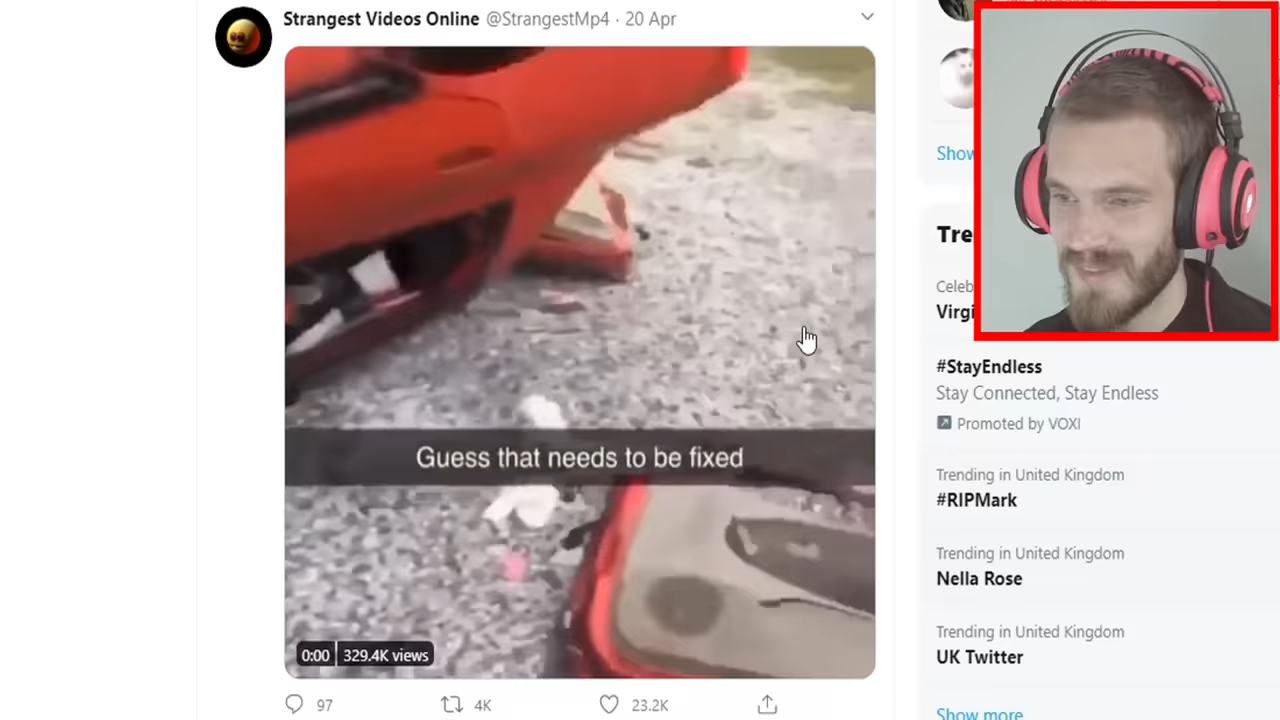 Strangest Videos Online @StrangestMp4 · 20 Apr
Guess that needs to be fixed
0:00 329.4K views
97 4K 23.2K
Show
Tre
Celeb
Virgi
#StayEndless
Stay Connected, Stay Endless
Promoted by VOXI
Trending in United Kingdom
#RIPMark
Trending in United Kingdom
Nella Rose
Trending in United Kingdom
UK Twitter
Show more